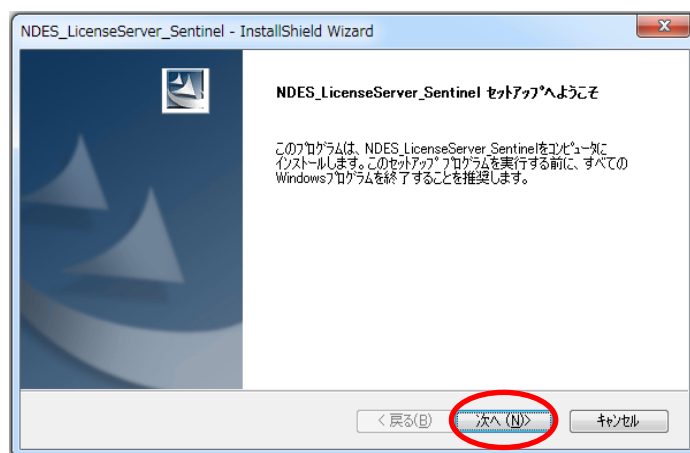 NDES_LicenseServer_Sentinel - InstallShield Wizard
NDES_LicenseServer_Sentinel ｾｯﾄｱｯﾌﾟへようこそ
このﾌﾟﾛｸﾞﾗﾑは、NDES_LicenseServer_Sentinelをｺﾝﾋﾟｭｰﾀに
ｲﾝｽﾄｰﾙします。このｾｯﾄｱｯﾌﾟ ﾌﾟﾛｸﾞﾗﾑを実行する前に、すべての
Windowsﾌﾟﾛｸﾞﾗﾑを終了することを推奨します。
< 戻る(B)
次へ (N)>
ｷｬﾝｾﾙ